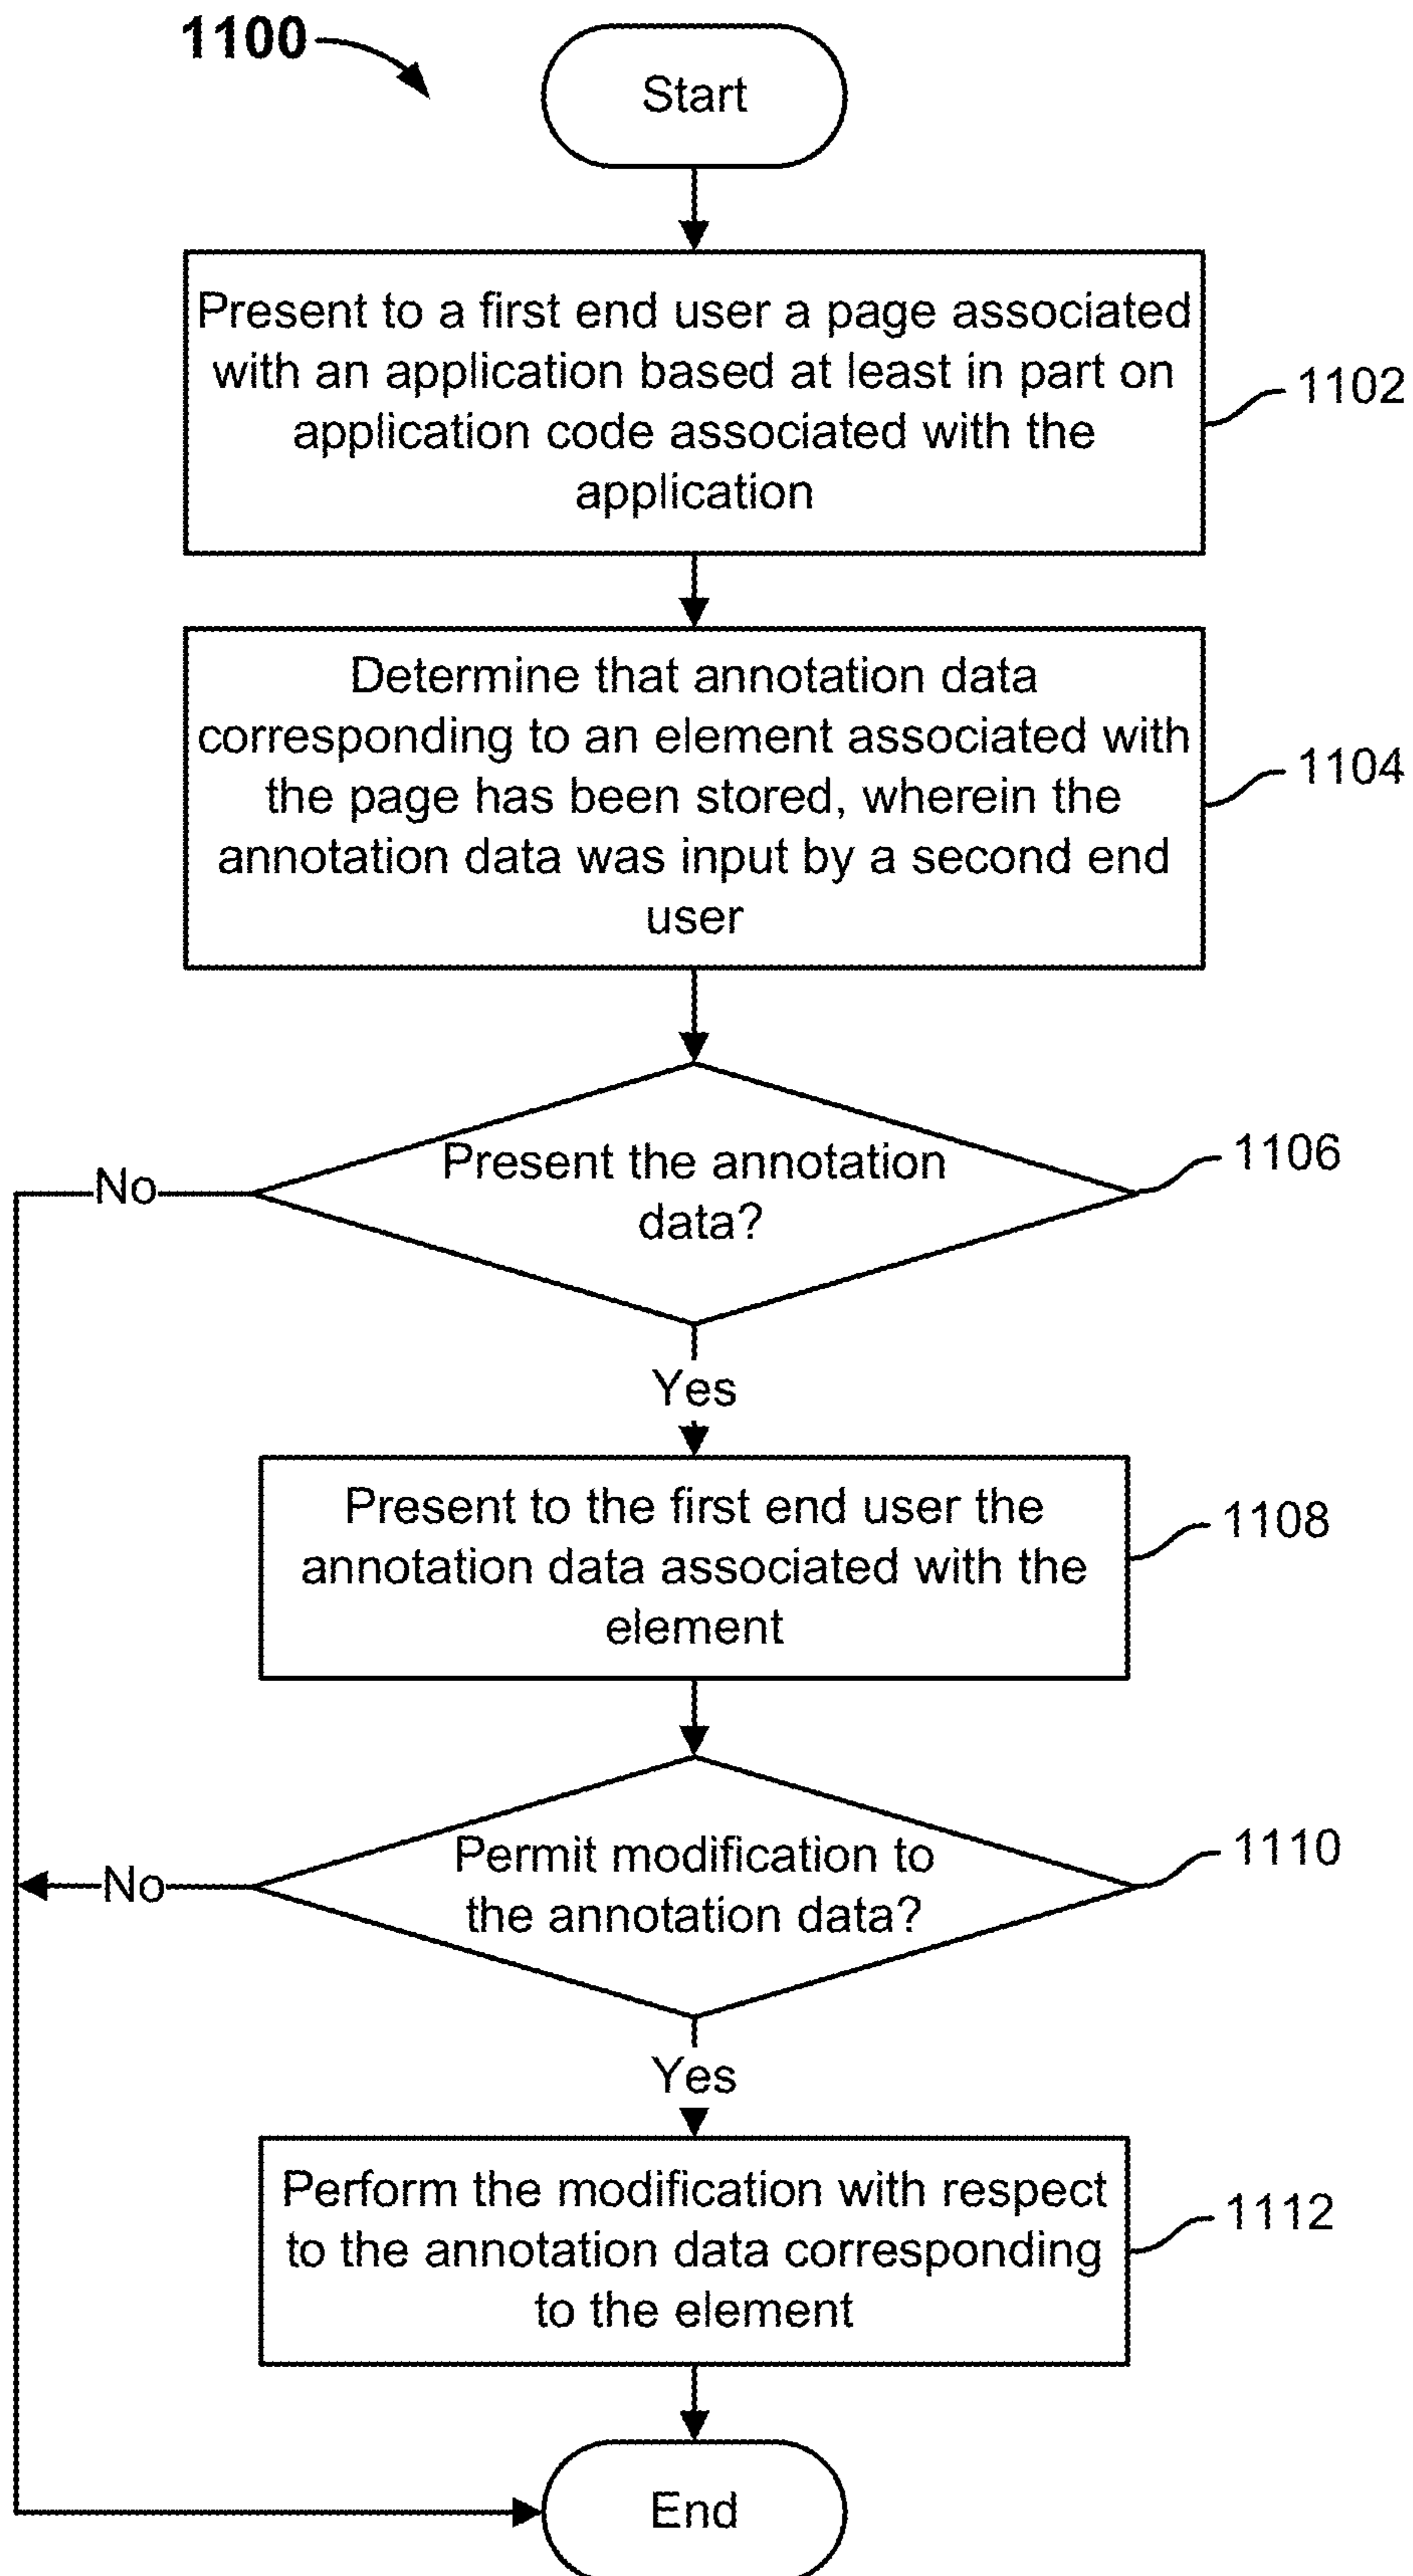 1100
Start
Present to a first end user a page associated
with an application based at least in part on
application code associated with the
application
1102
Determine that annotation data
corresponding to an element associated with
the page has been stored, wherein the
annotation data was input by a second end
user
1104
Present the annotation
data?
1106
No
Yes
Present to the first end user the
annotation data associated with the
element
1108
Permit modification to
the annotation data?
1110
No
Yes
Perform the modification with respect
to the annotation data corresponding
to the element
1112
End